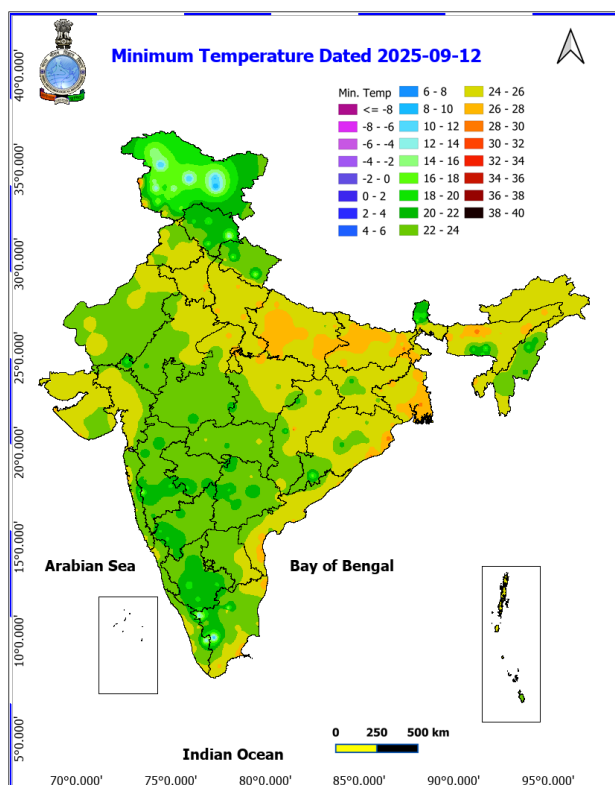 Minimum Temperature Dated 2025-09-12
Min. Temp
<= -8
-8 - -6
-6 - -4
-4 - -2
-2 - 0
0 - 2
2 - 4
4 - 6
6 - 8
8 - 10
10 - 12
12 - 14
14 - 16
16 - 18
18 - 20
20 - 22
22 - 24
24 - 26
26 - 28
28 - 30
30 - 32
32 - 34
34 - 36
36 - 38
38 - 40
40°0.000'
35°0.000'
30°0.000'
25°0.000'
20°0.000'
15°0.000'
10°0.000'
5°0.000'
Arabian Sea
Bay of Bengal
Indian Ocean
0 250 500 km
70°0.000' 75°0.000' 80°0.000' 85°0.000' 90°0.000' 95°0.000'